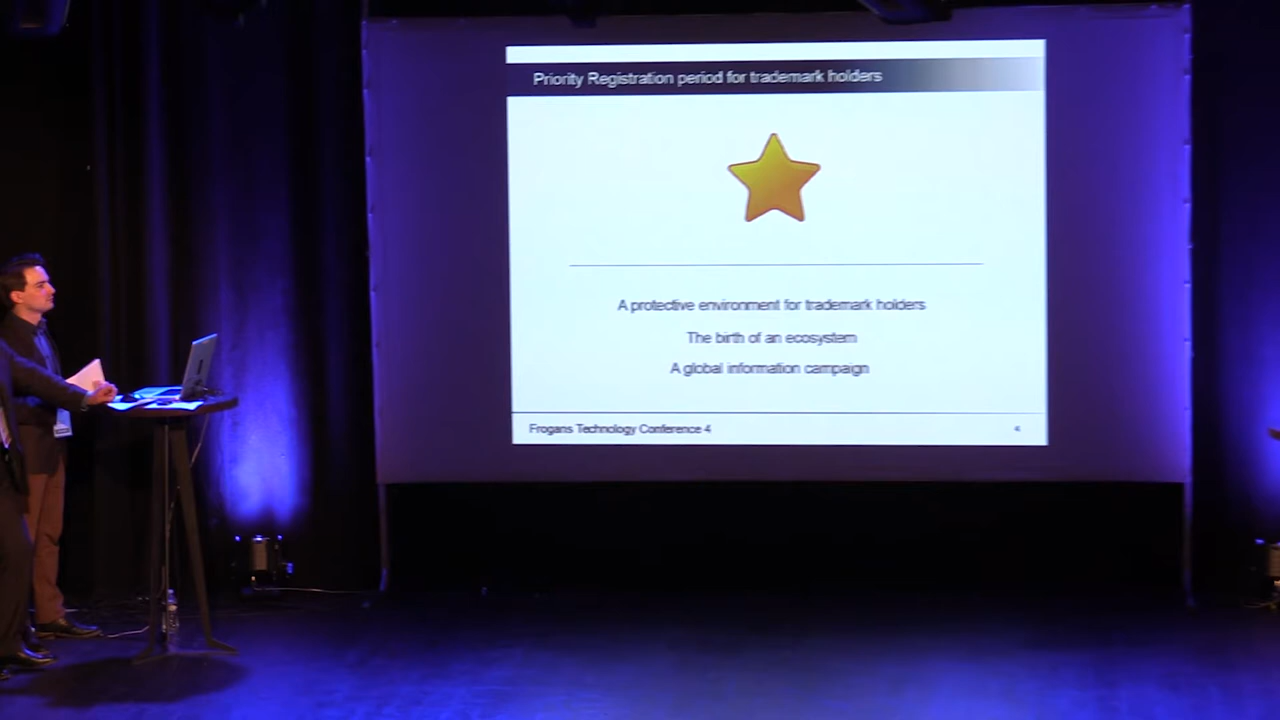 Priority Registration period for trademark holders
A protective environment for trademark holders
The birth of an ecosystem
A global information campaign
Frogans Technology Conference 4
4